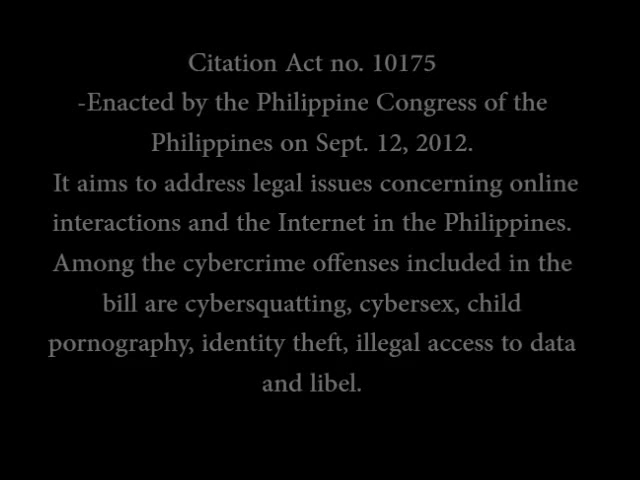 Citation Act no. 10175
-Enacted by the Philippine Congress of the
Philippines on Sept. 12, 2012.
It aims to address legal issues concerning online
interactions and the Internet in the Philippines.
Among the cybercrime offenses included in the
bill are cybersquatting, cybersex, child
pornography, identity theft, illegal access to data
and libel.